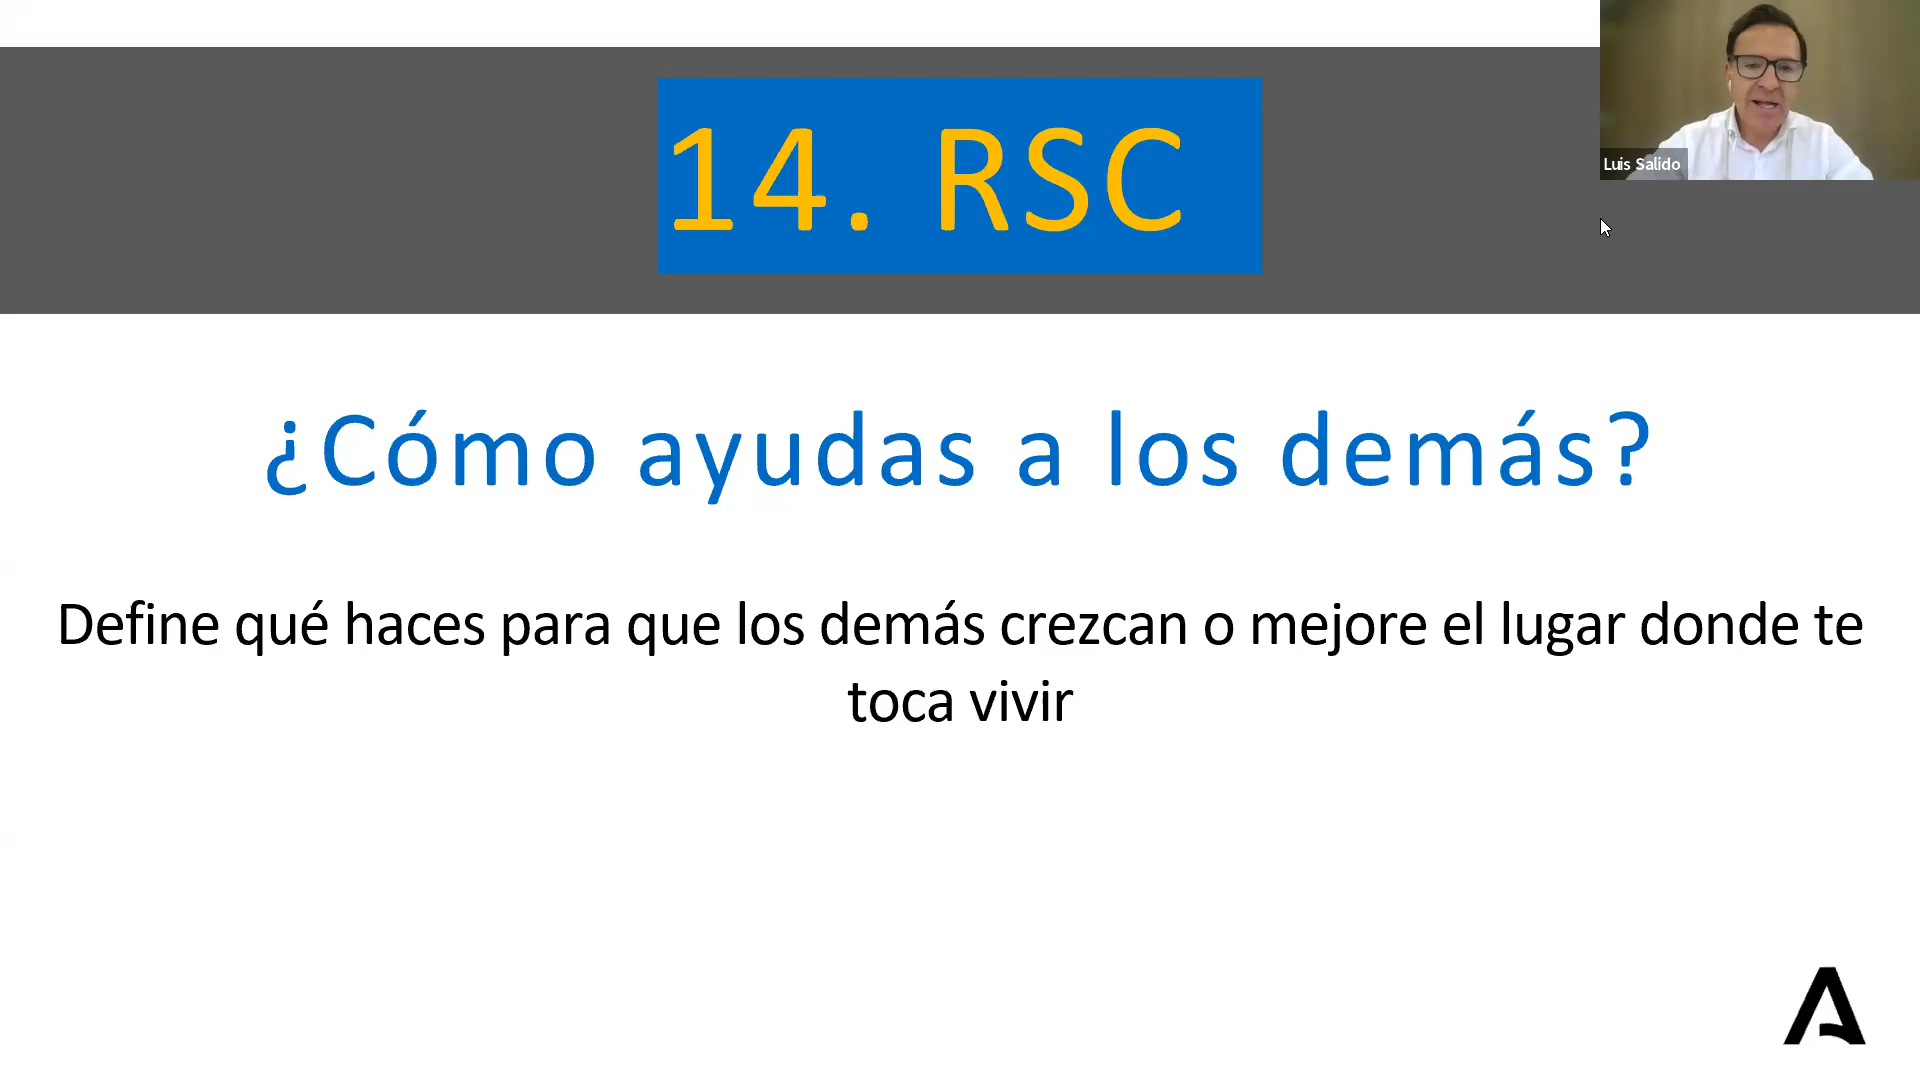 14. RSC
Luis Salido
¿Cómo ayudas a los demás?
Define qué haces para que los demás crezcan o mejore el lugar donde te
toca vivir